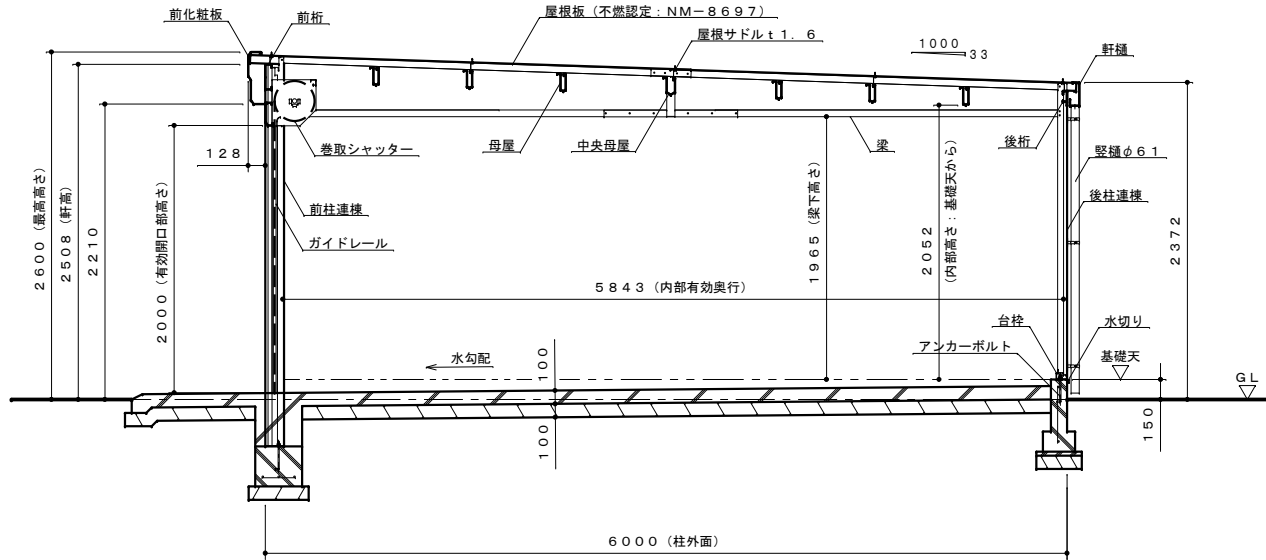 前化粧板
前桁
屋根板（不燃認定：NM－8697）
屋根サドルｔ１．６
1000
33
軒樋
128
巻取シャッター
母屋
中央母屋
梁
後桁
竪樋φ61
前柱連棟
後柱連棟
ガイドレール
2600（最高高さ）
2508（軒高）
2210
2000（有効開口部高さ）
1965（梁下高さ）
2052
（内部高さ：基礎天から）
2372
5843（内部有効奥行）
台枠
水切り
アンカーボルト
基礎天
水勾配
100
100
GL
150
6000（柱外面）